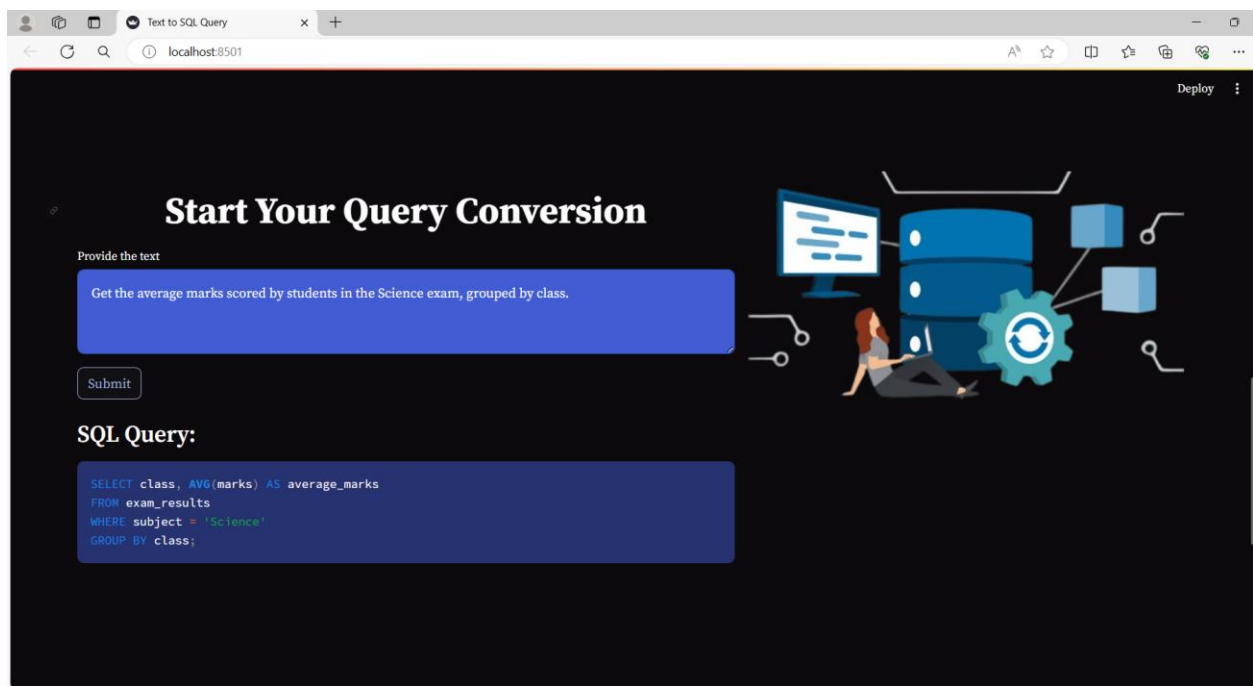 Text to SQL Query
localhost:8501
Deploy
Start Your Query Conversion
Provide the text
Get the average marks scored by students in the Science exam, grouped by class.
Submit
SQL Query:
SELECT class, AVG(marks) AS average_marks
FROM exam_results
WHERE subject = 'Science'
GROUP BY class;